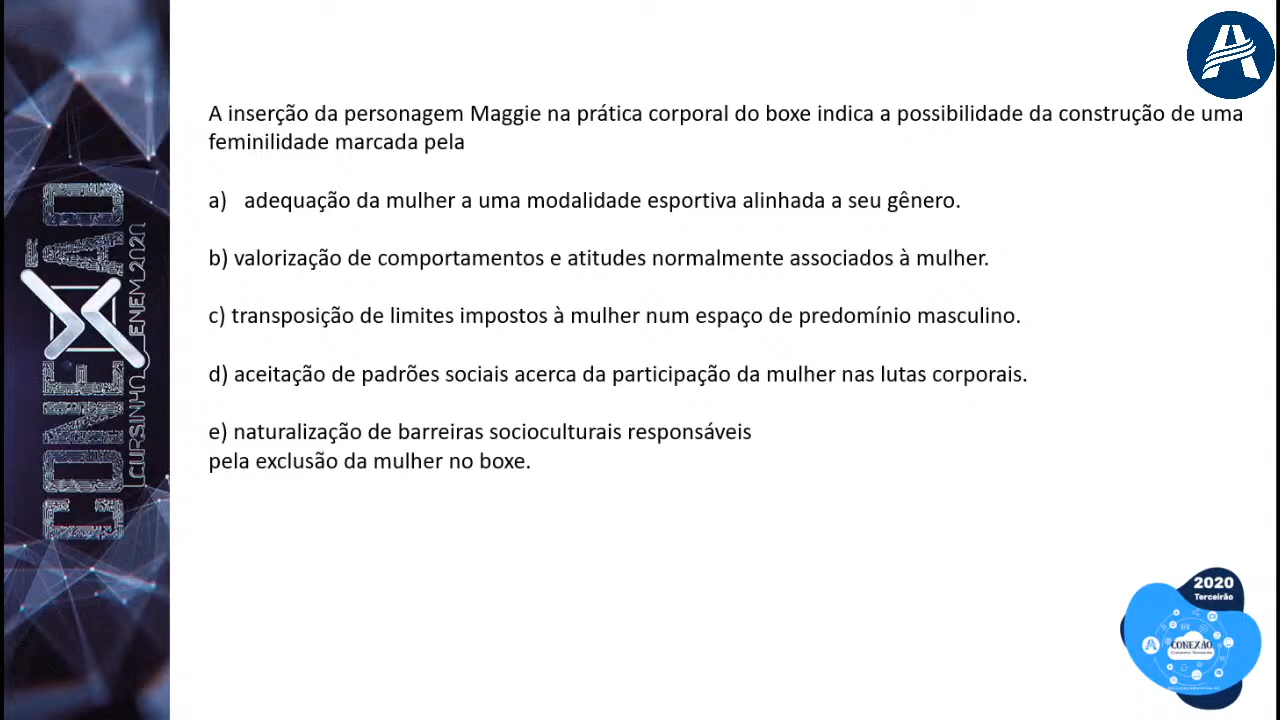 A inserção da personagem Maggie na prática corporal do boxe indica a possibilidade da construção de uma
feminilidade marcada pela
a) adequação da mulher a uma modalidade esportiva alinhada a seu gênero.
b) valorização de comportamentos e atitudes normalmente associados à mulher.
c) transposição de limites impostos à mulher num espaço de predomínio masculino.
d) aceitação de padrões sociais acerca da participação da mulher nas lutas corporais.
e) naturalização de barreiras socioculturais responsáveis
pela exclusão da mulher no boxe.
CONEXÃO
CURSINHO ENEM 2020
2020
Terceirão
CONEXÃO